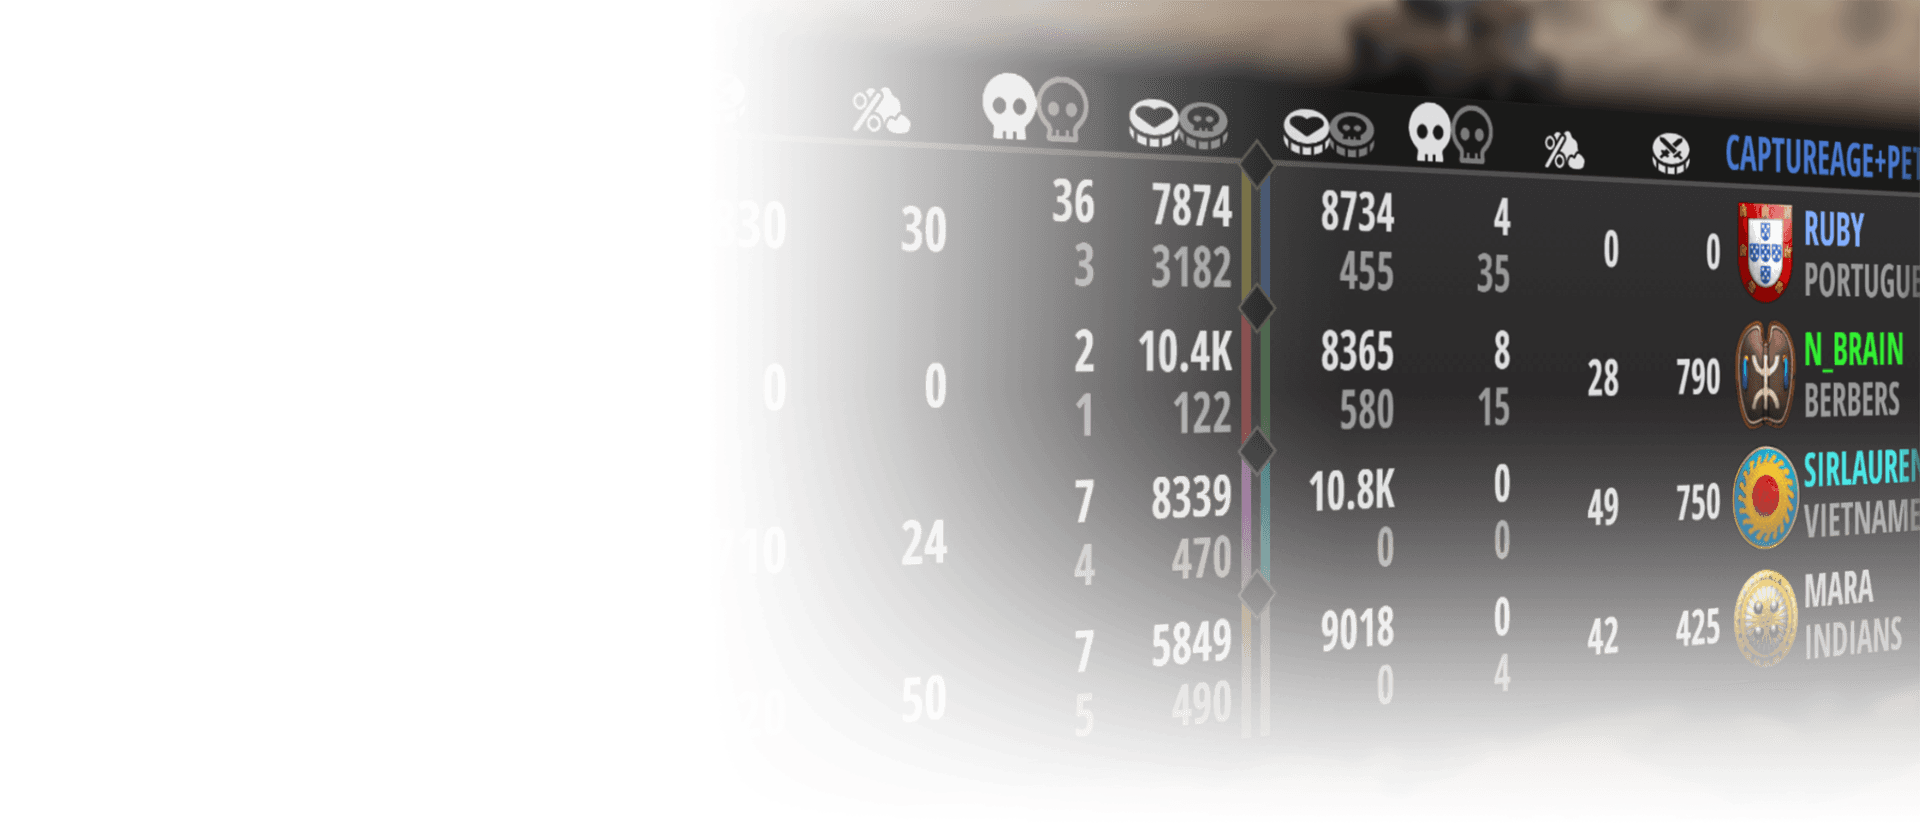 CAPTUREAGE+PET
30 36 7874 8734 4 0 0 RUBY
3 3182 455 35 PORTUGUE
0 0 2 10.4K 8365 8 28 790 N_BRAIN
1 122 580 15 BERBERS
24 7 8339 10.8K 0 49 750 SIRLAUREN
4 470 0 0 VIETNAME
50 7 5849 9018 0 42 425 MARA
5 490 0 4 INDIANS